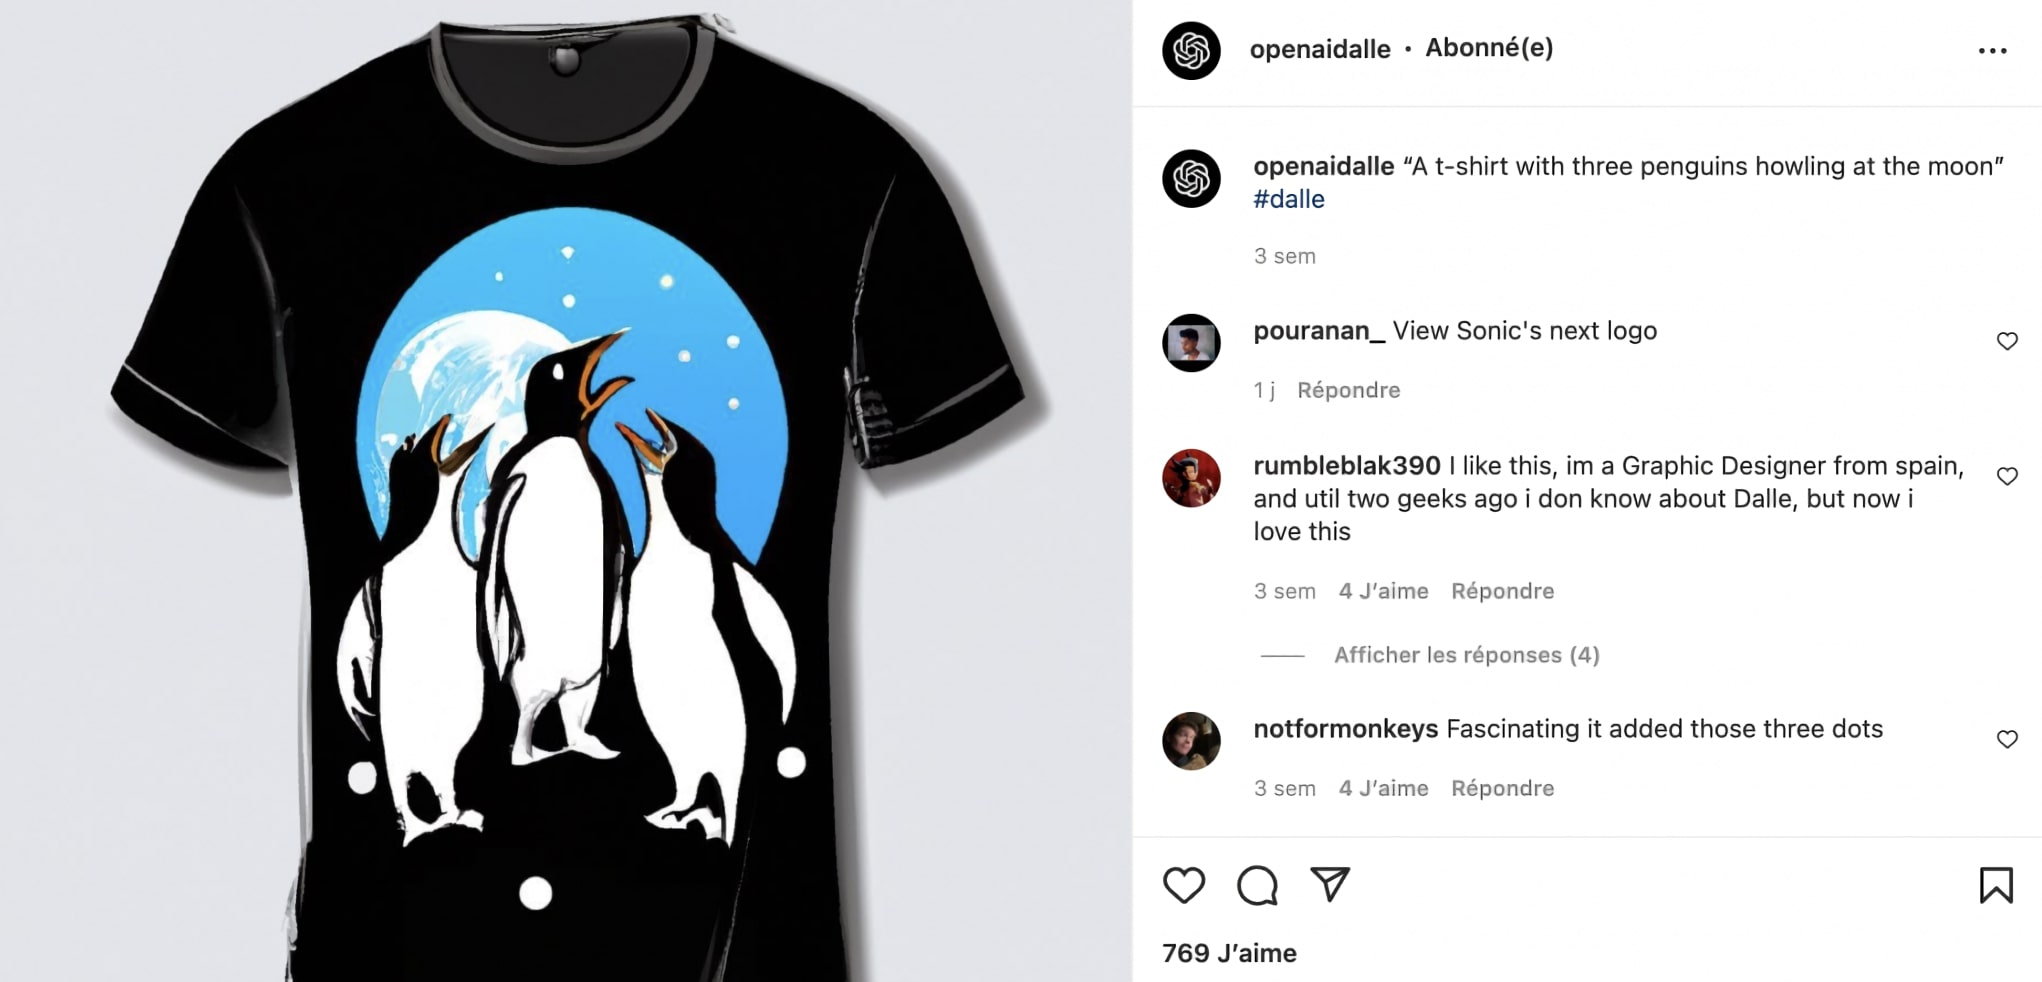 openaidalle • Abonné(e)
openaidalle “A t-shirt with three penguins howling at the moon”
#dalle
3 sem
pouranan_ View Sonic's next logo
1 j Répondre
rumbleblak390 I like this, im a Graphic Designer from spain,
and util two geeks ago i don know about Dalle, but now i
love this
3 sem 4 J’aime Répondre
Afficher les réponses (4)
notformonkeys Fascinating it added those three dots
3 sem 4 J’aime Répondre
769 J’aime